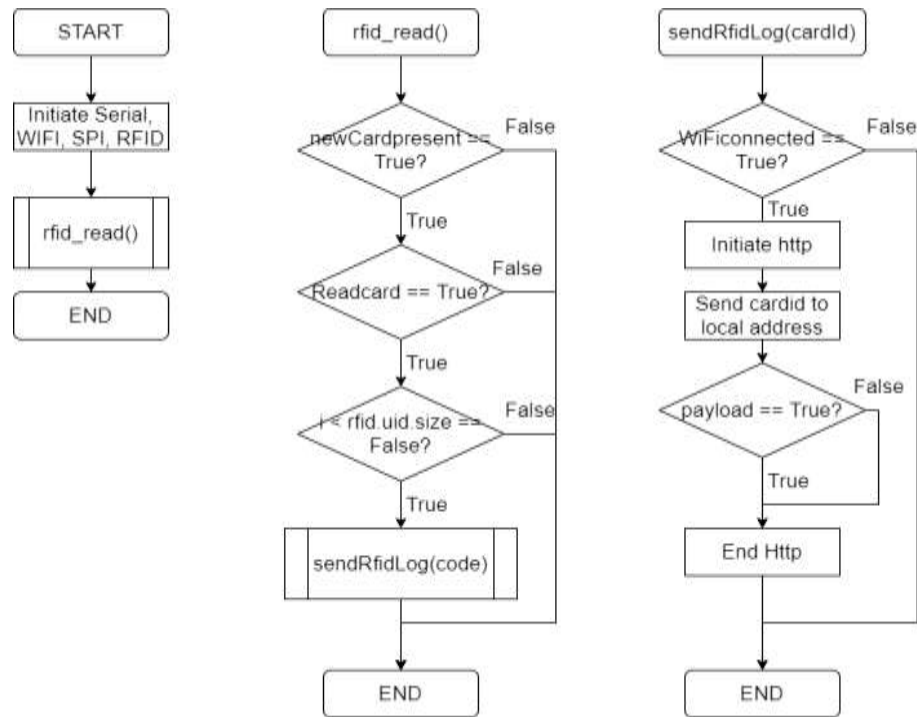 START
Initiate Serial,
WIFI, SPI, RFID
rfid_read()
END
rfid_read()
newCardpresent ==
True?
False
True
Readcard == True?
False
True
i < rfid.uid.size ==
False?
False
True
sendRfidLog(code)
END
sendRfidLog(cardId)
WiFiconnected ==
True?
False
True
Initiate http
Send cardid to
local address
payload == True?
False
True
End Http
END